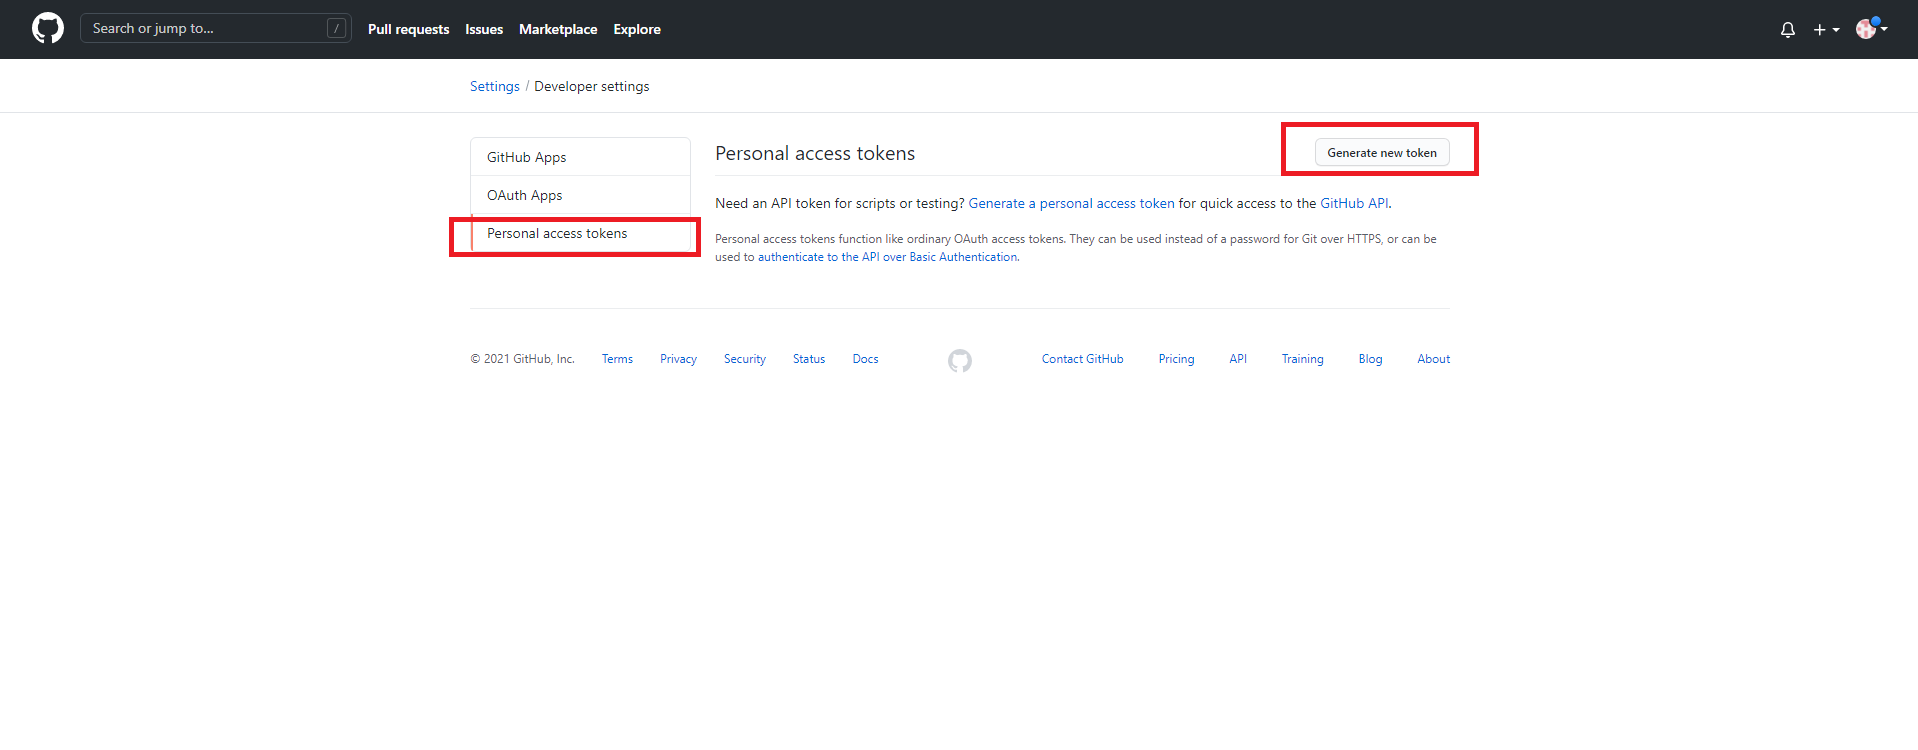 Search or jump to... /
Pull requests Issues Marketplace Explore
Settings / Developer settings
GitHub Apps
OAuth Apps
Personal access tokens
Personal access tokens
Generate new token
Need an API token for scripts or testing? Generate a personal access token for quick access to the GitHub API.
Personal access tokens function like ordinary OAuth access tokens. They can be used instead of a password for Git over HTTPS, or can be
used to authenticate to the API over Basic Authentication.
© 2021 GitHub, Inc. Terms Privacy Security Status Docs Contact GitHub Pricing API Training Blog About